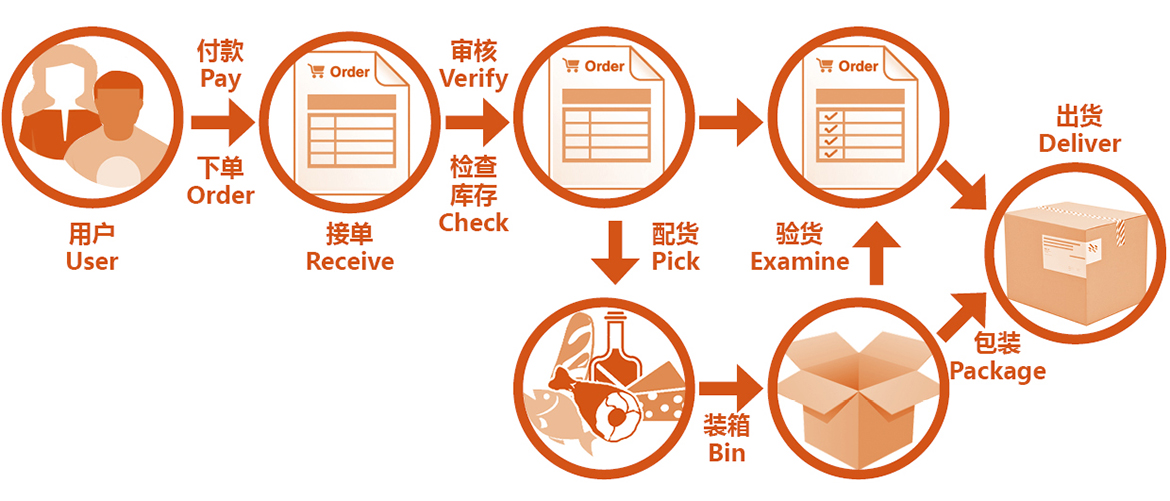 付款
Pay
下单
Order
用户
User
Order
接单
Receive
审核
Verify
检查
库存
Check
Order
配货
Pick
装箱
Bin
Order
验货
Examine
包装
Package
出货
Deliver